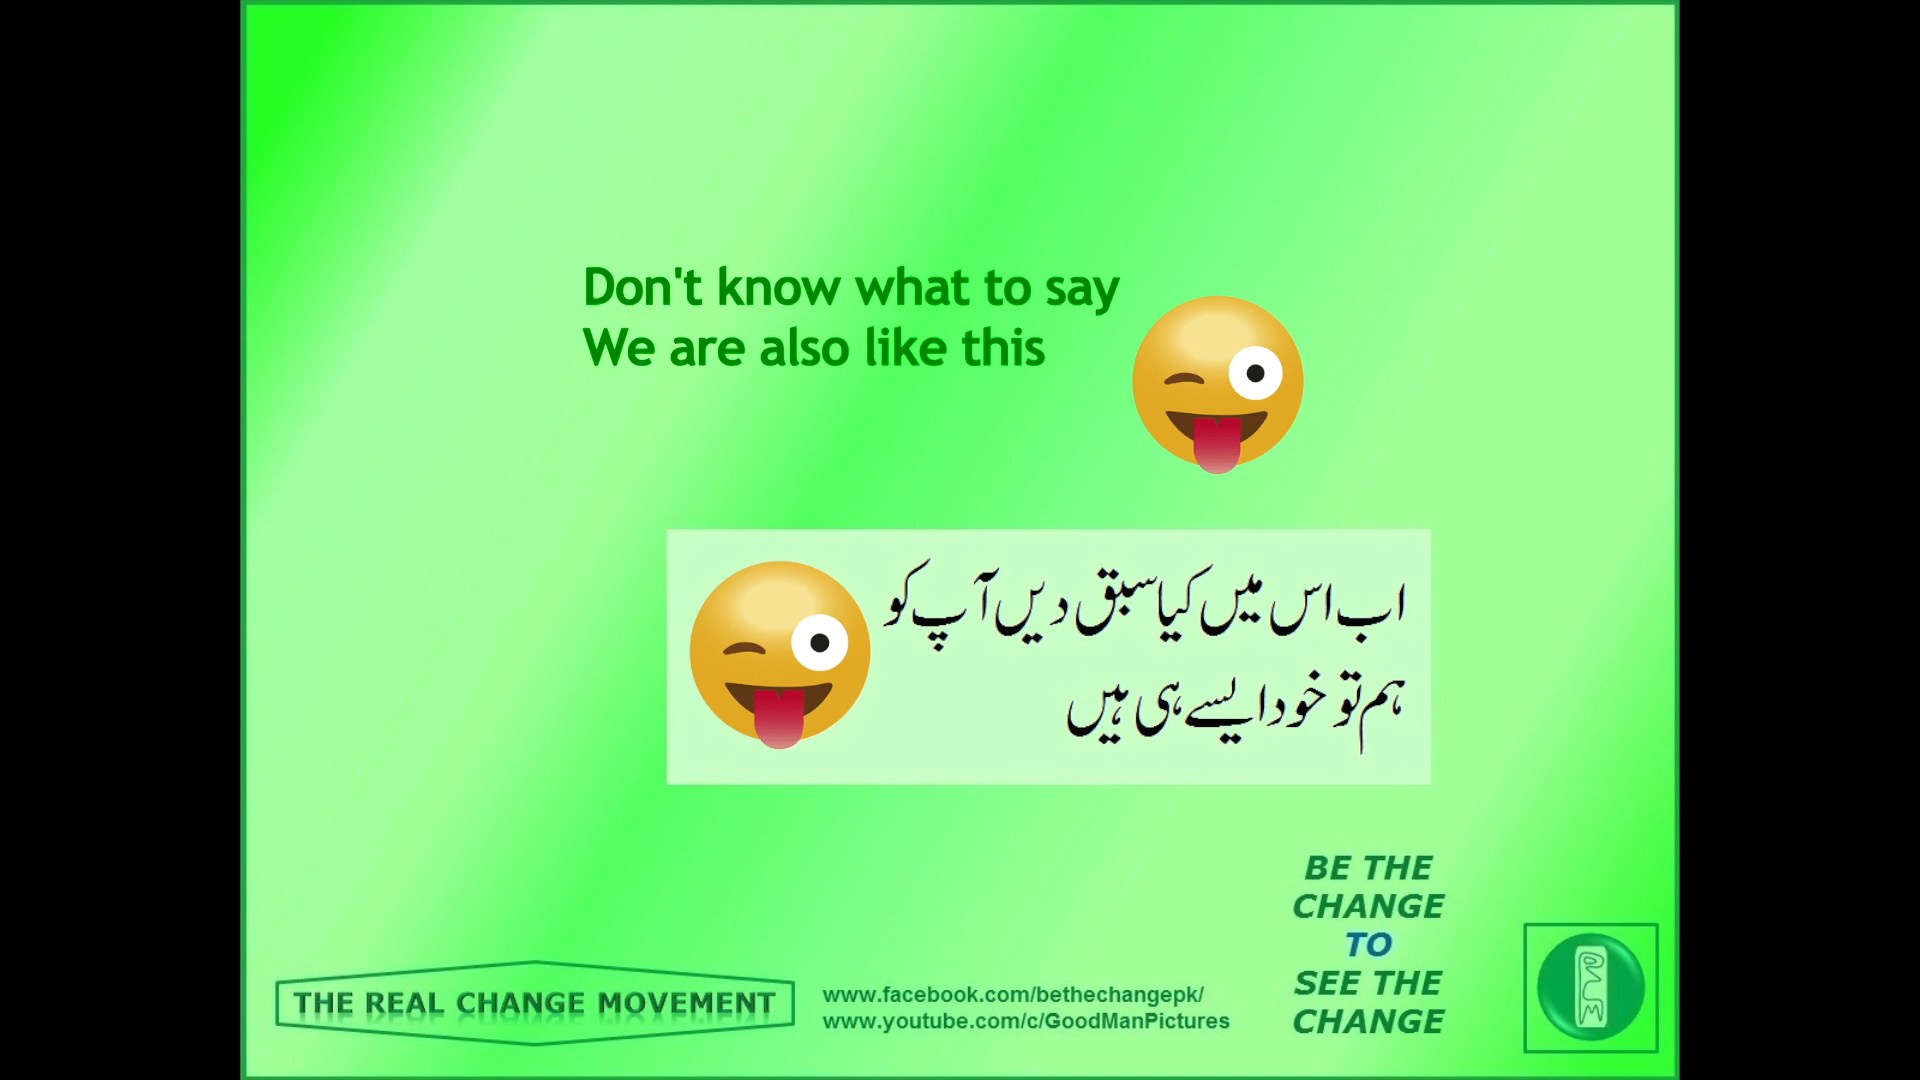 Don't know what to say
We are also like this
اب اس میں کیا سبق دیں آپ کو
ہم تو خود ایسے ہی ہیں
BE THE
CHANGE
TO
SEE THE
CHANGE
THE REAL CHANGE MOVEMENT
www.facebook.com/bethechangepk/
www.youtube.com/c/GoodManPictures